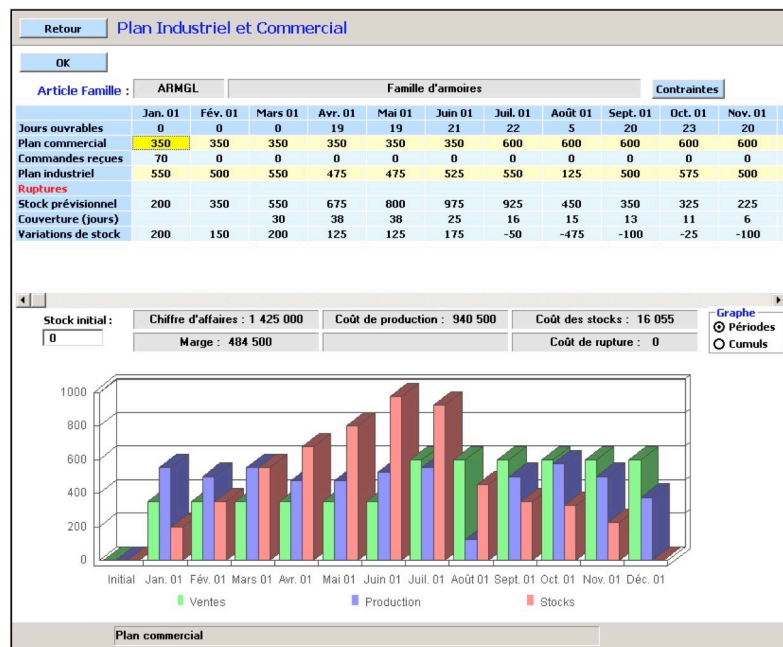 Retour Plan Industriel et Commercial
OK
Article Famille : ARMGL Famille d'armoires Contraintes
Jan. 01 Fév. 01 Mars 01 Avr. 01 Mai 01 Juin 01 Juil. 01 Août 01 Sept. 01 Oct. 01 Nov. 01
Jours ouvrables 0 0 0 19 19 21 22 5 20 23 20
Plan commercial 350 350 350 350 350 350 600 600 600 600 600
Commandes reçues 70 0 0 0 0 0 0 0 0 0 0
Plan industriel 550 500 550 475 475 525 550 125 500 575 500
Ruptures
Stock prévisionnel 200 350 550 675 800 975 925 450 350 325 225
Couverture (jours) 30 38 38 25 16 15 13 11 6
Variations de stock 200 150 200 125 125 175 -50 -475 -100 -25 -100
Stock initial : Chiffre d'affaires : 1 425 000 Coût de production : 940 500 Coût des stocks : 16 055 Graphe
0 Marge : 484 500 Coût de rupture : 0 Périodes
Cumuls
1000
800
600
400
200
0
Initial Jan. 01 Fév. 01 Mars 01 Avr. 01 Mai 01 Juin 01 Juil. 01 Août 01 Sept. 01 Oct. 01 Nov. 01 Déc. 01
Ventes Production Stocks
Plan commercial